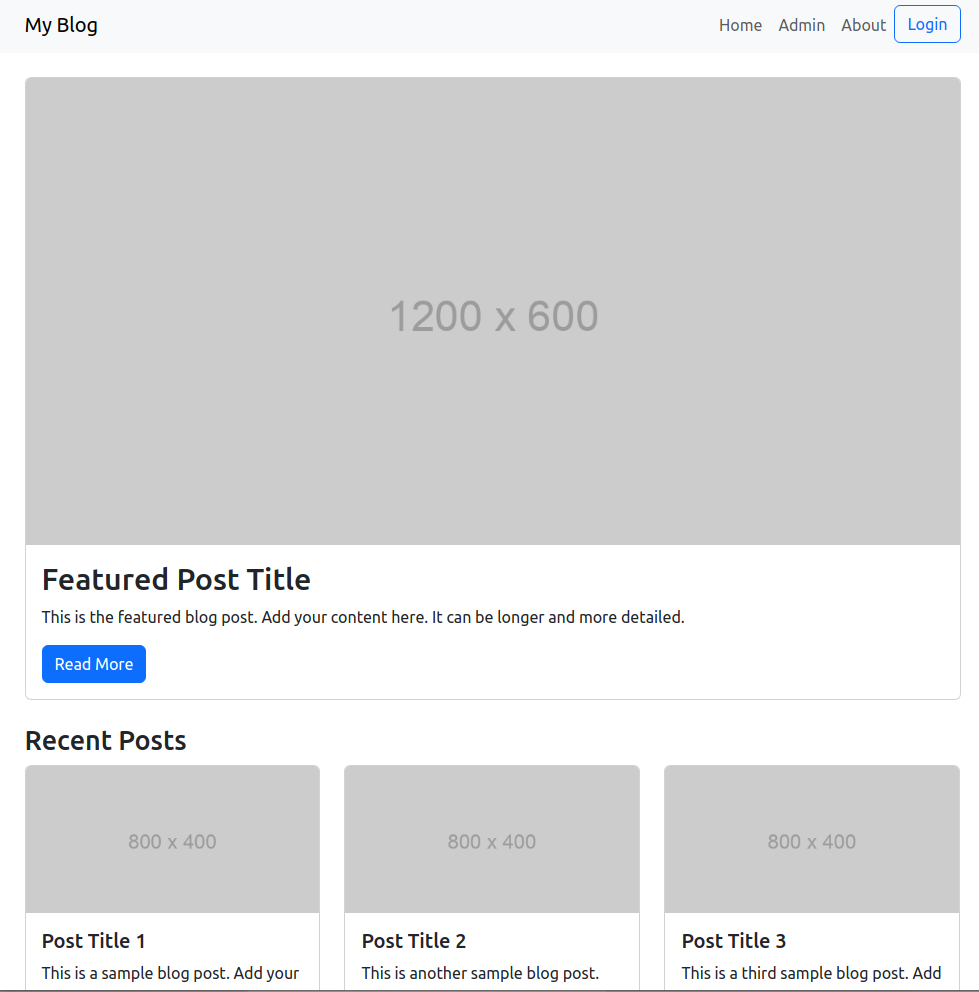 My Blog
Home Admin About Login
1200 x 600
Featured Post Title
This is the featured blog post. Add your content here. It can be longer and more detailed.
Read More
Recent Posts
800 x 400
800 x 400
800 x 400
Post Title 1
Post Title 2
Post Title 3
This is a sample blog post. Add your
This is another sample blog post.
This is a third sample blog post. Add